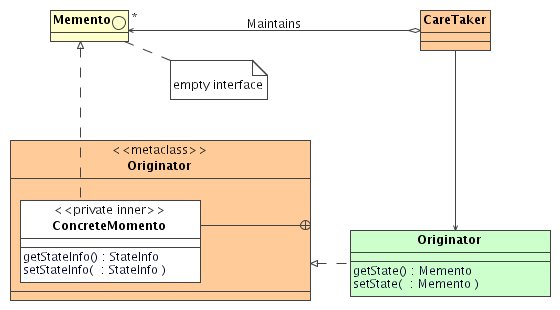 Memento
*
Maintains
CareTaker
empty interface
<<metaclass>>
Originator
<<private inner>>
ConcreteMomento
getStateInfo() : StateInfo
setStateInfo( : StateInfo )
Originator
getState() : Memento
setState( : Memento )